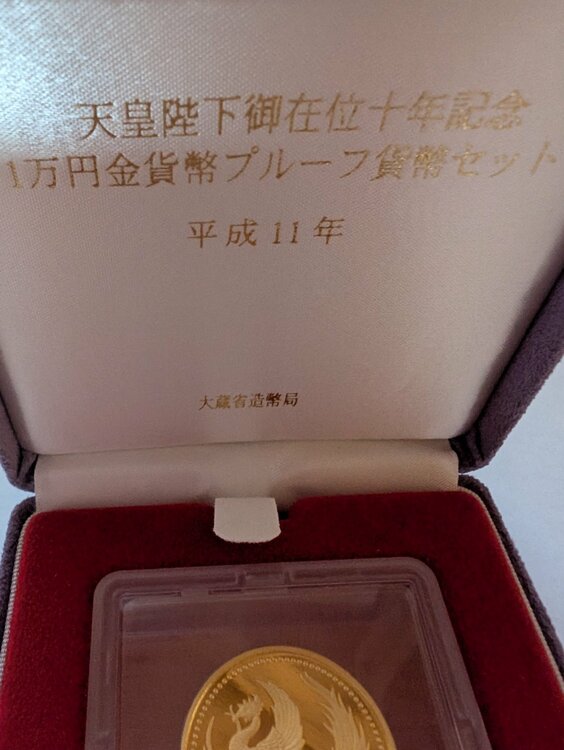 天皇陛下御在位十年記念
1万円金貨幣プルーフ貨幣セット
平成11年
大蔵省造幣局